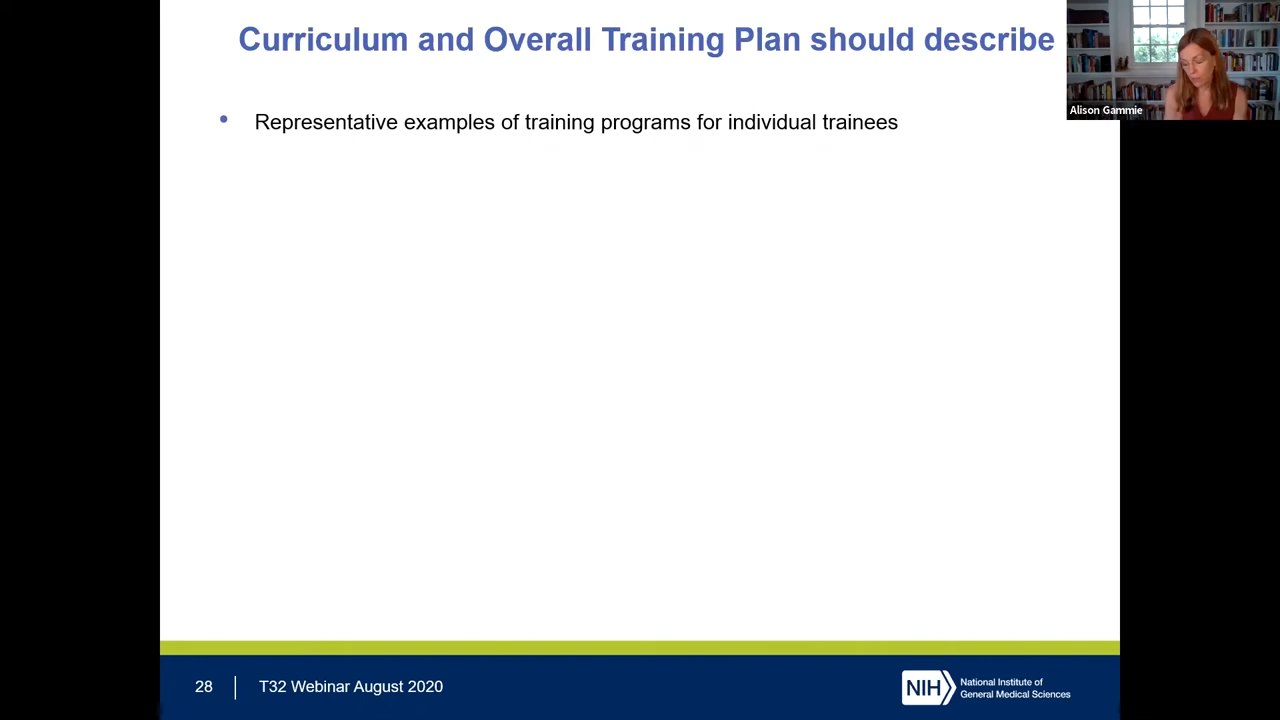 Curriculum and Overall Training Plan should describe
Alison Gammie
• Representative examples of training programs for individual trainees
28
T32 Webinar August 2020
NIH
National Institute of
General Medical Sciences